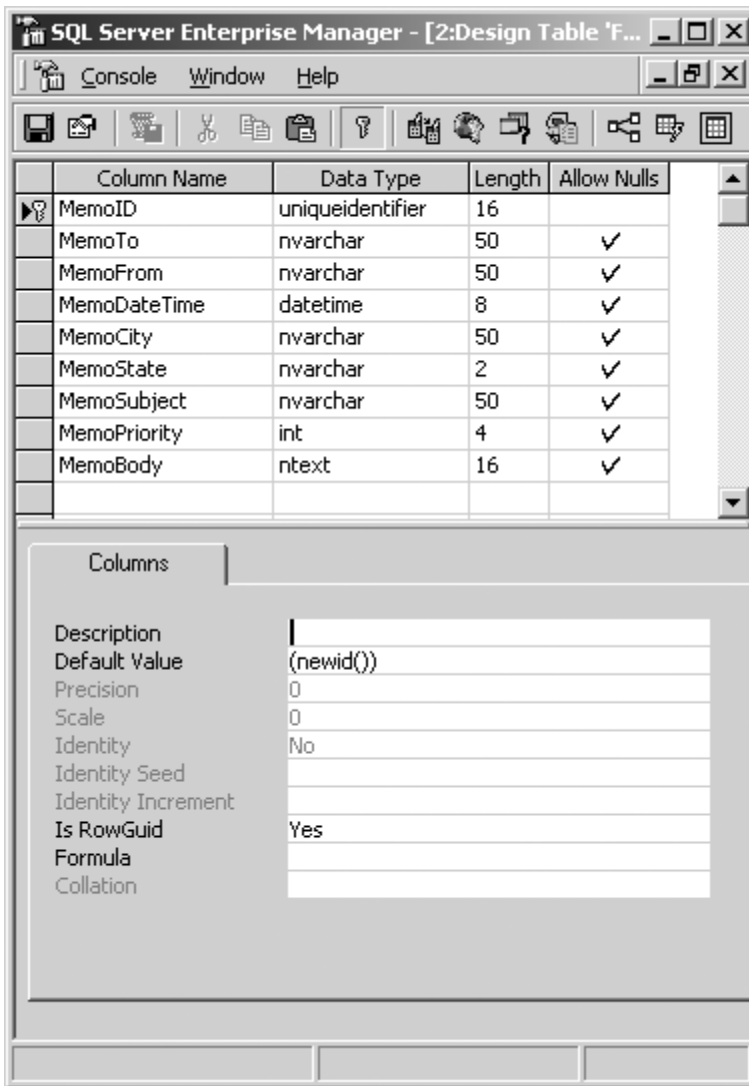 SQL Server Enterprise Manager - [2:Design Table 'F...
Console Window Help
Column Name Data Type Length Allow Nulls
MemoID uniqueidentifier 16
MemoTo nvarchar 50
MemoFrom nvarchar 50
MemoDateTime datetime 8
MemoCity nvarchar 50
MemoState nvarchar 2
MemoSubject nvarchar 50
MemoPriority int 4
MemoBody ntext 16
Columns
Description
Default Value (newid())
Precision 0
Scale 0
Identity No
Identity Seed
Identity Increment
Is RowGuid Yes
Formula
Collation